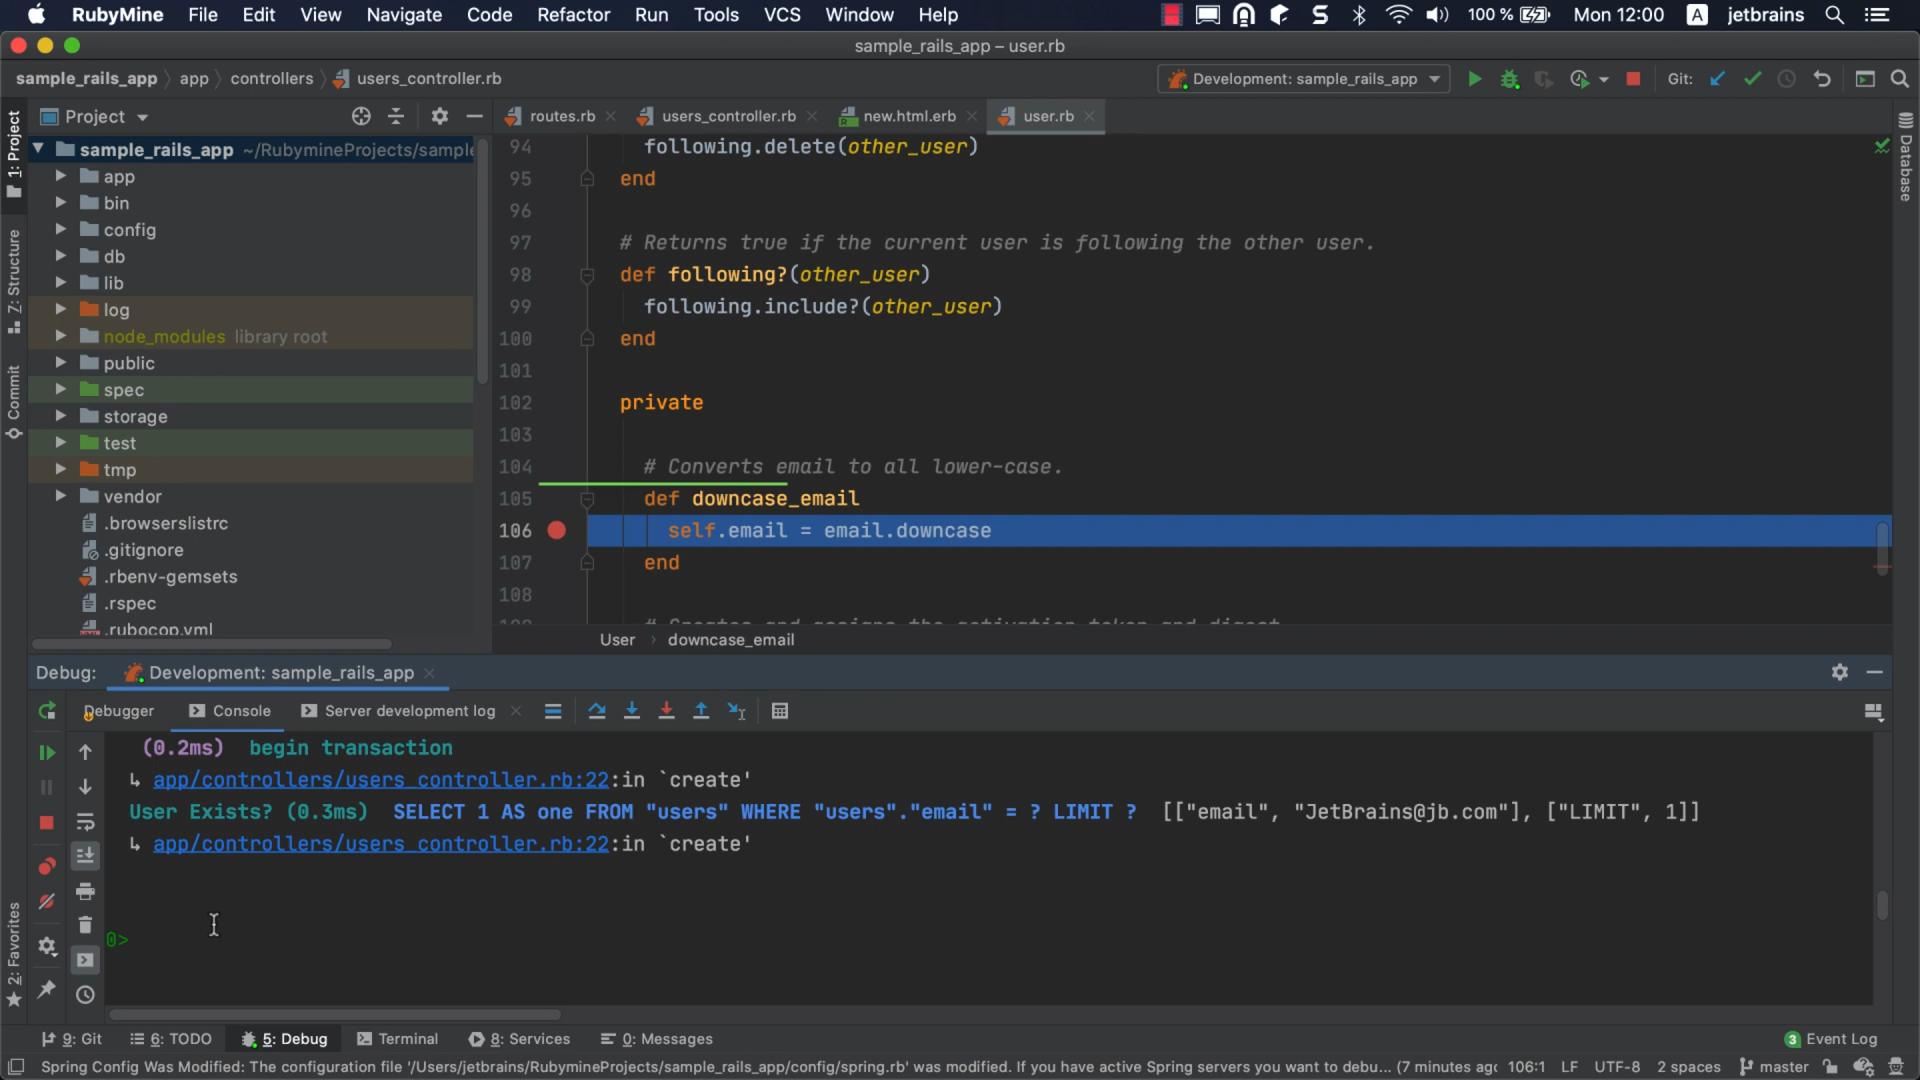 RubyMine File Edit View Navigate Code Refactor Run Tools VCS Window Help 100 % Mon 12:00 A jetbrains
sample_rails_app – user.rb
sample_rails_app app controllers users_controller.rb Development: sample_rails_app Git:
Project routes.rb users_controller.rb new.html.erb user.rb
1: Project
Z: Structure
Commit
2: Favorites
Database
sample_rails_app ~/RubymineProjects/sample
app
bin
config
db
lib
log
node_modules library root
public
spec
storage
test
tmp
vendor
.browserslistrc
.gitignore
.rbenv-gemsets
.rspec
.rubocop.yml
94 following.delete(other_user)
95 end
96
97 # Returns true if the current user is following the other user.
98 def following?(other_user)
99 following.include?(other_user)
100 end
101
102 private
103
104 # Converts email to all lower-case.
105 def downcase_email
106 self.email = email.downcase
107 end
108
109 # Creates and assigns the activation token and digest.
User downcase_email
Debug: Development: sample_rails_app
Debugger Console Server development log
(0.2ms) begin transaction
↳ app/controllers/users_controller.rb:22:in `create'
User Exists? (0.3ms) SELECT 1 AS one FROM "users" WHERE "users"."email" = ? LIMIT ? [["email", "JetBrains@jb.com"], ["LIMIT", 1]]
↳ app/controllers/users_controller.rb:22:in `create'
0>
9: Git 6: TODO 5: Debug Terminal 8: Services 0: Messages 3 Event Log
Spring Config Was Modified: The configuration file '/Users/jetbrains/RubymineProjects/sample_rails_app/config/spring.rb' was modified. If you have active Spring servers you want to debu... (7 minutes ago 106:1 LF UTF-8 2 spaces master